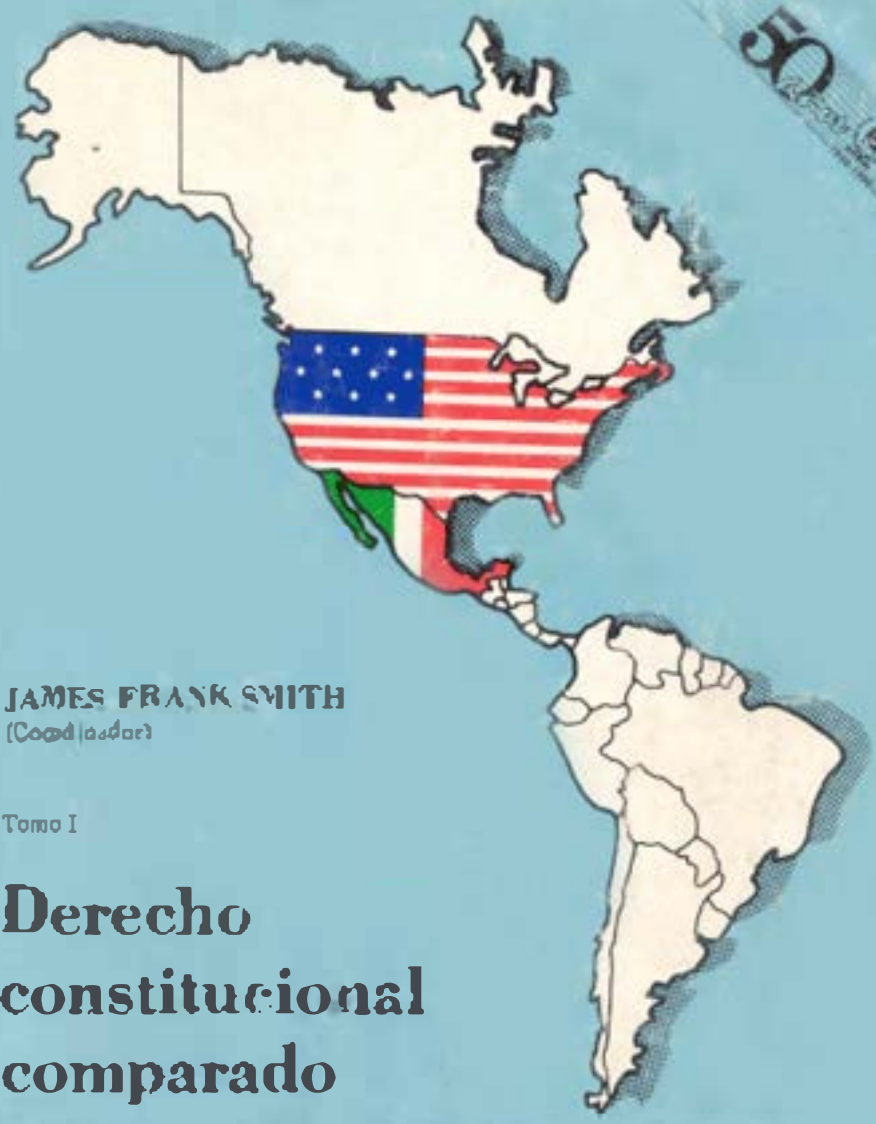 50
JAMES FRANK SMITH
(Coordinador)
Tomo I
Derecho
constitucional
comparado